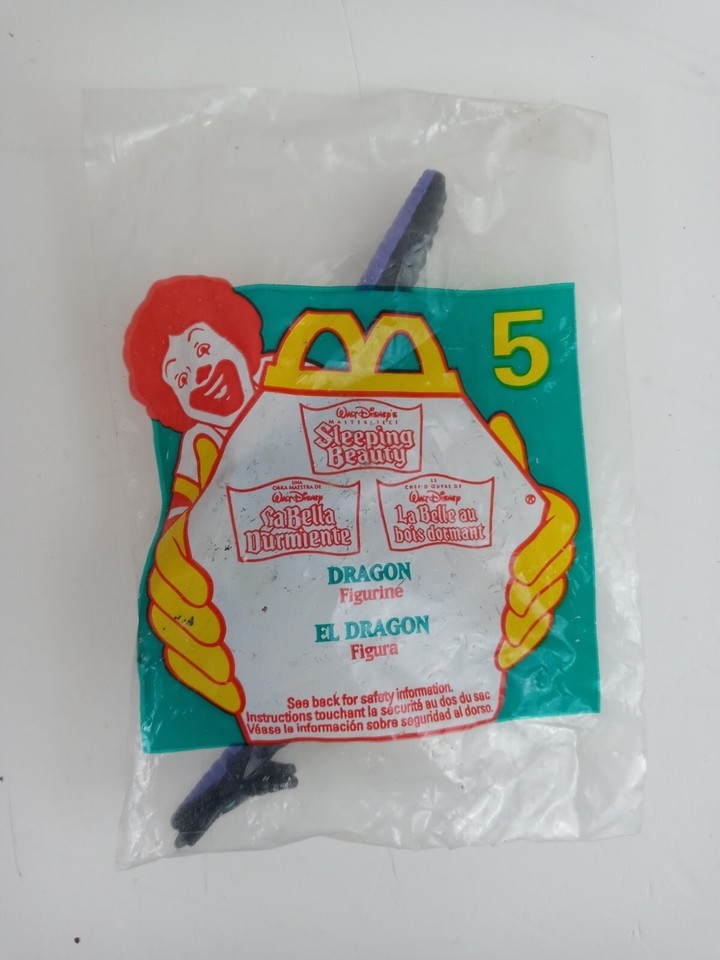 5
Walt Disney's
MASTERPIECE
Sleeping
Beauty
UNA
OBRA MAESTRA DE
Walt Disney
La Bella
Durmiente
LE
CHEF-D'ŒUVRE DE
Walt Disney
La Belle au
bois dormant
®
DRAGON
Figurine
EL DRAGON
Figura
See back for safety information.
Instructions touchant la sécurité au dos du sac
Véase la información sobre seguridad al dorso.